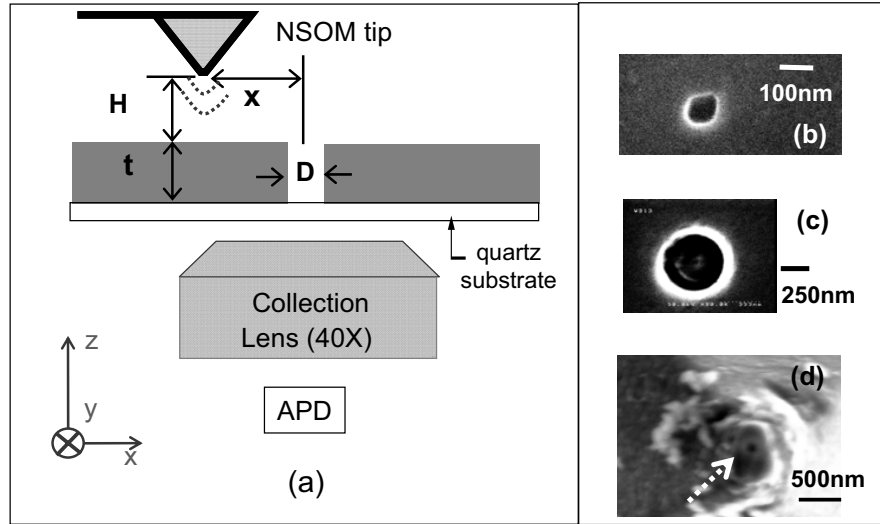 NSOM tip
H
x
t
D
quartz
substrate
Collection
Lens (40X)
z
y
x
APD
(a)
100nm
(b)
(c)
250nm
(d)
500nm